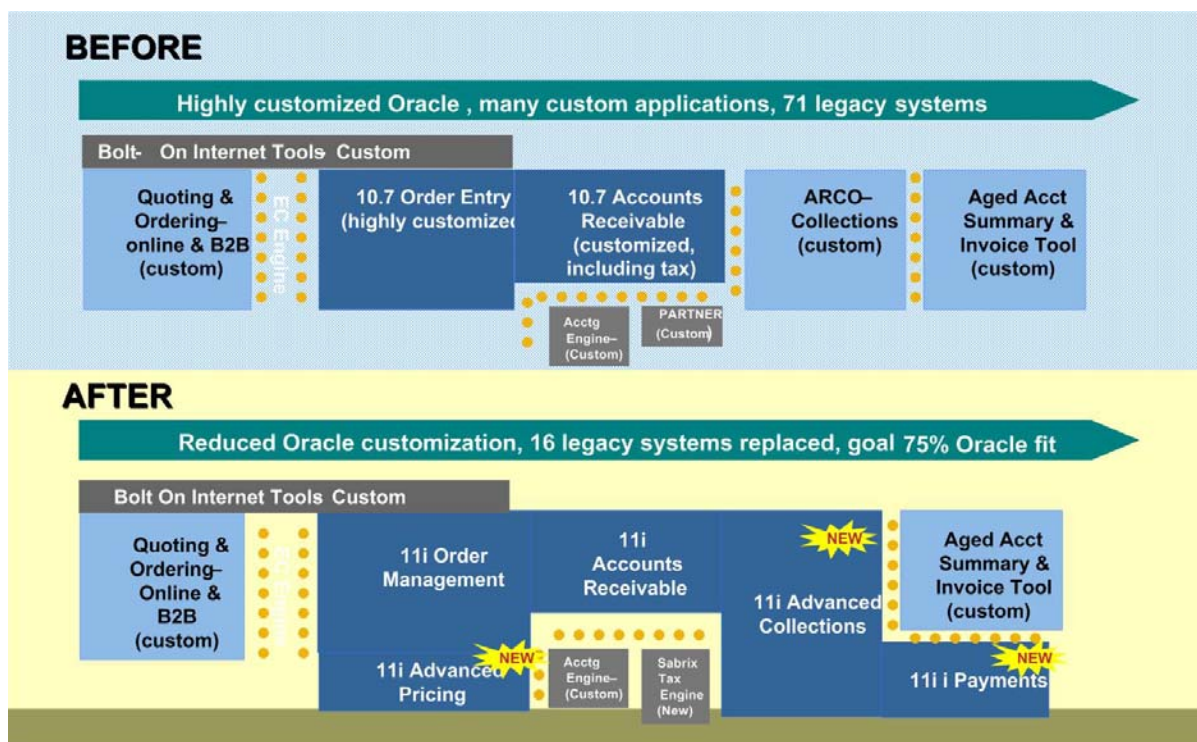 BEFORE
Highly customized Oracle , many custom applications, 71 legacy systems
Bolt- On Internet Tools- Custom
Quoting &
Ordering–
online & B2B
(custom)
EC Engine
10.7 Order Entry
(highly customized
10.7 Accounts
Receivable
(customized,
including tax)
ARCO–
Collections
(custom)
Aged Acct
Summary &
Invoice Tool
(custom)
Acctg
Engine–
(Custom)
PARTNER
(Custom)
AFTER
Reduced Oracle customization, 16 legacy systems replaced, goal 75% Oracle fit
Bolt On Internet Tools Custom
Quoting &
Ordering–
Online &
B2B
(custom)
EC Engine
11i Order
Management
NEW
11i Advanced
Pricing
11i
Accounts
Receivable
Acctg
Engine–
(Custom)
Sabrix
Tax
Engine
(New)
NEW
11i Advanced
Collections
Aged Acct
Summary &
Invoice Tool
(custom)
NEW
11i i Payments